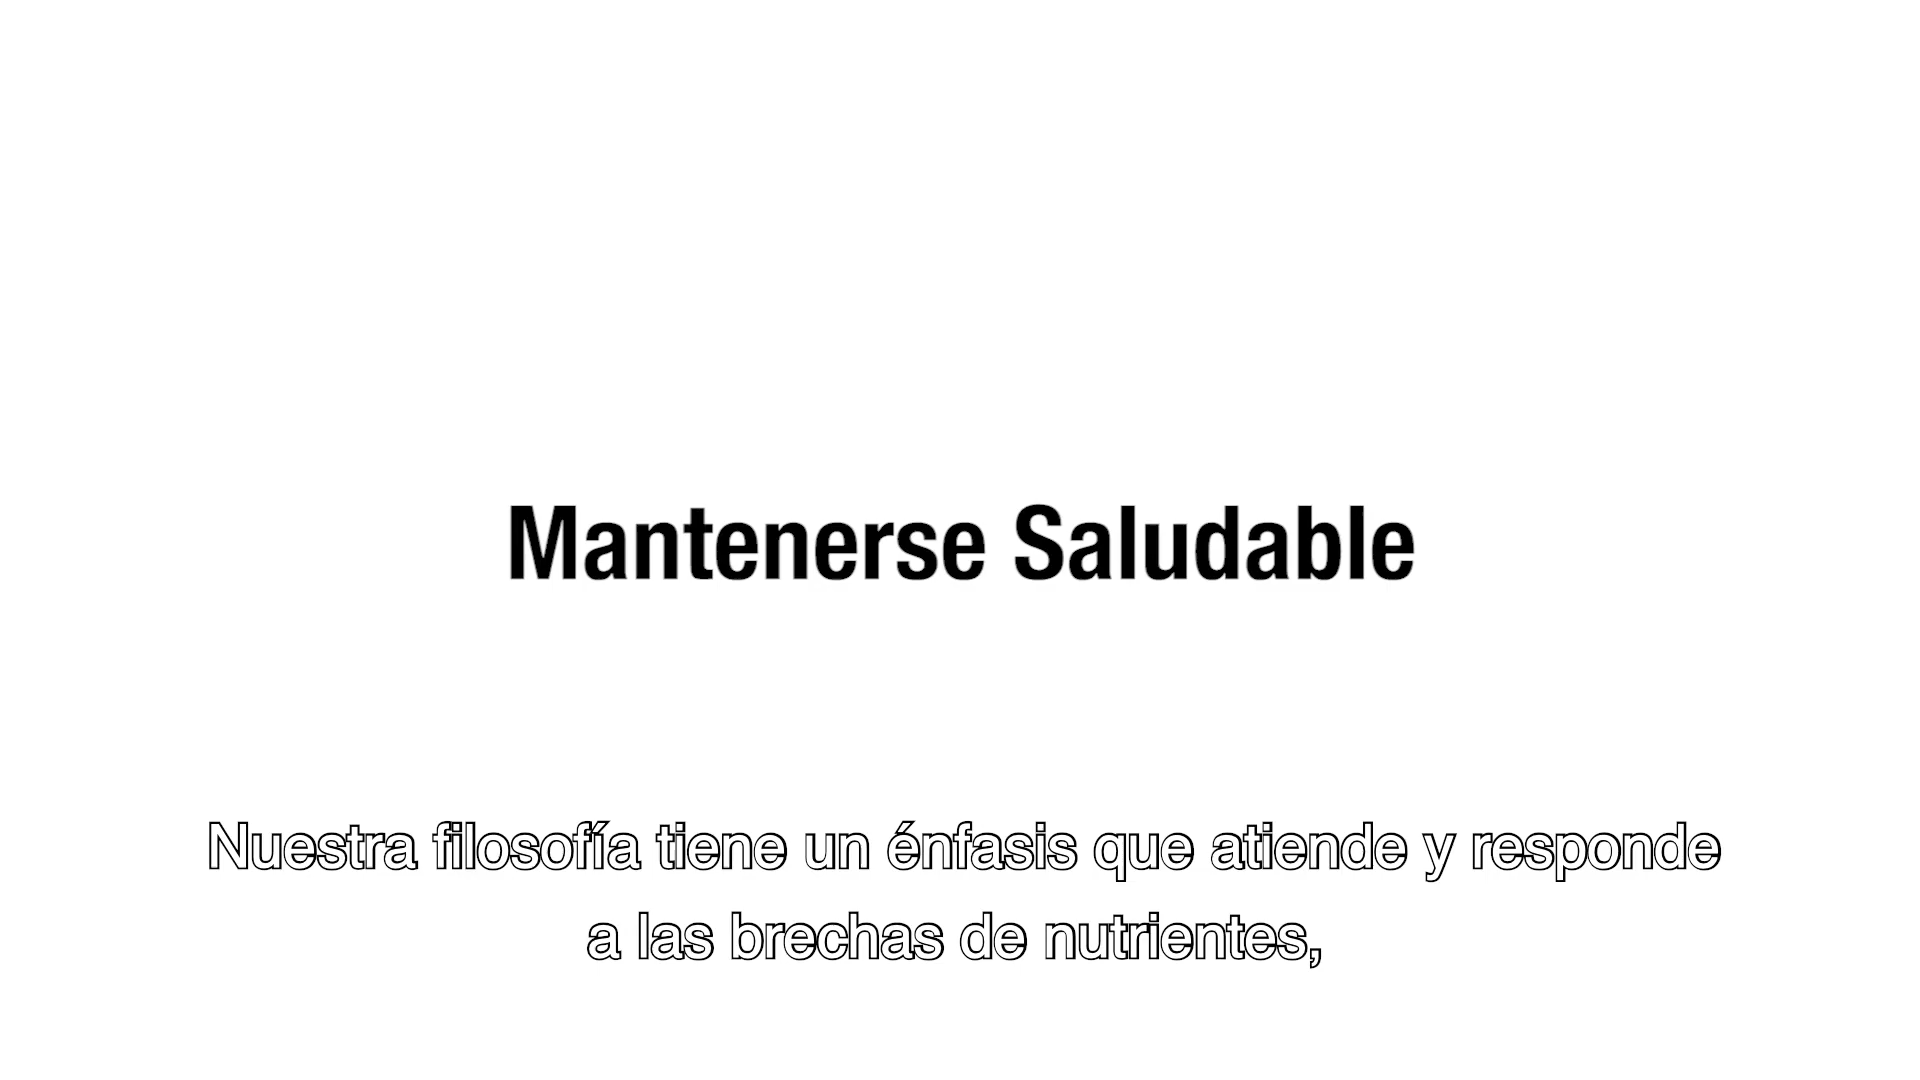 Mantenerse Saludable
Nuestra filosofía tiene un énfasis que atiende y responde
a las brechas de nutrientes,